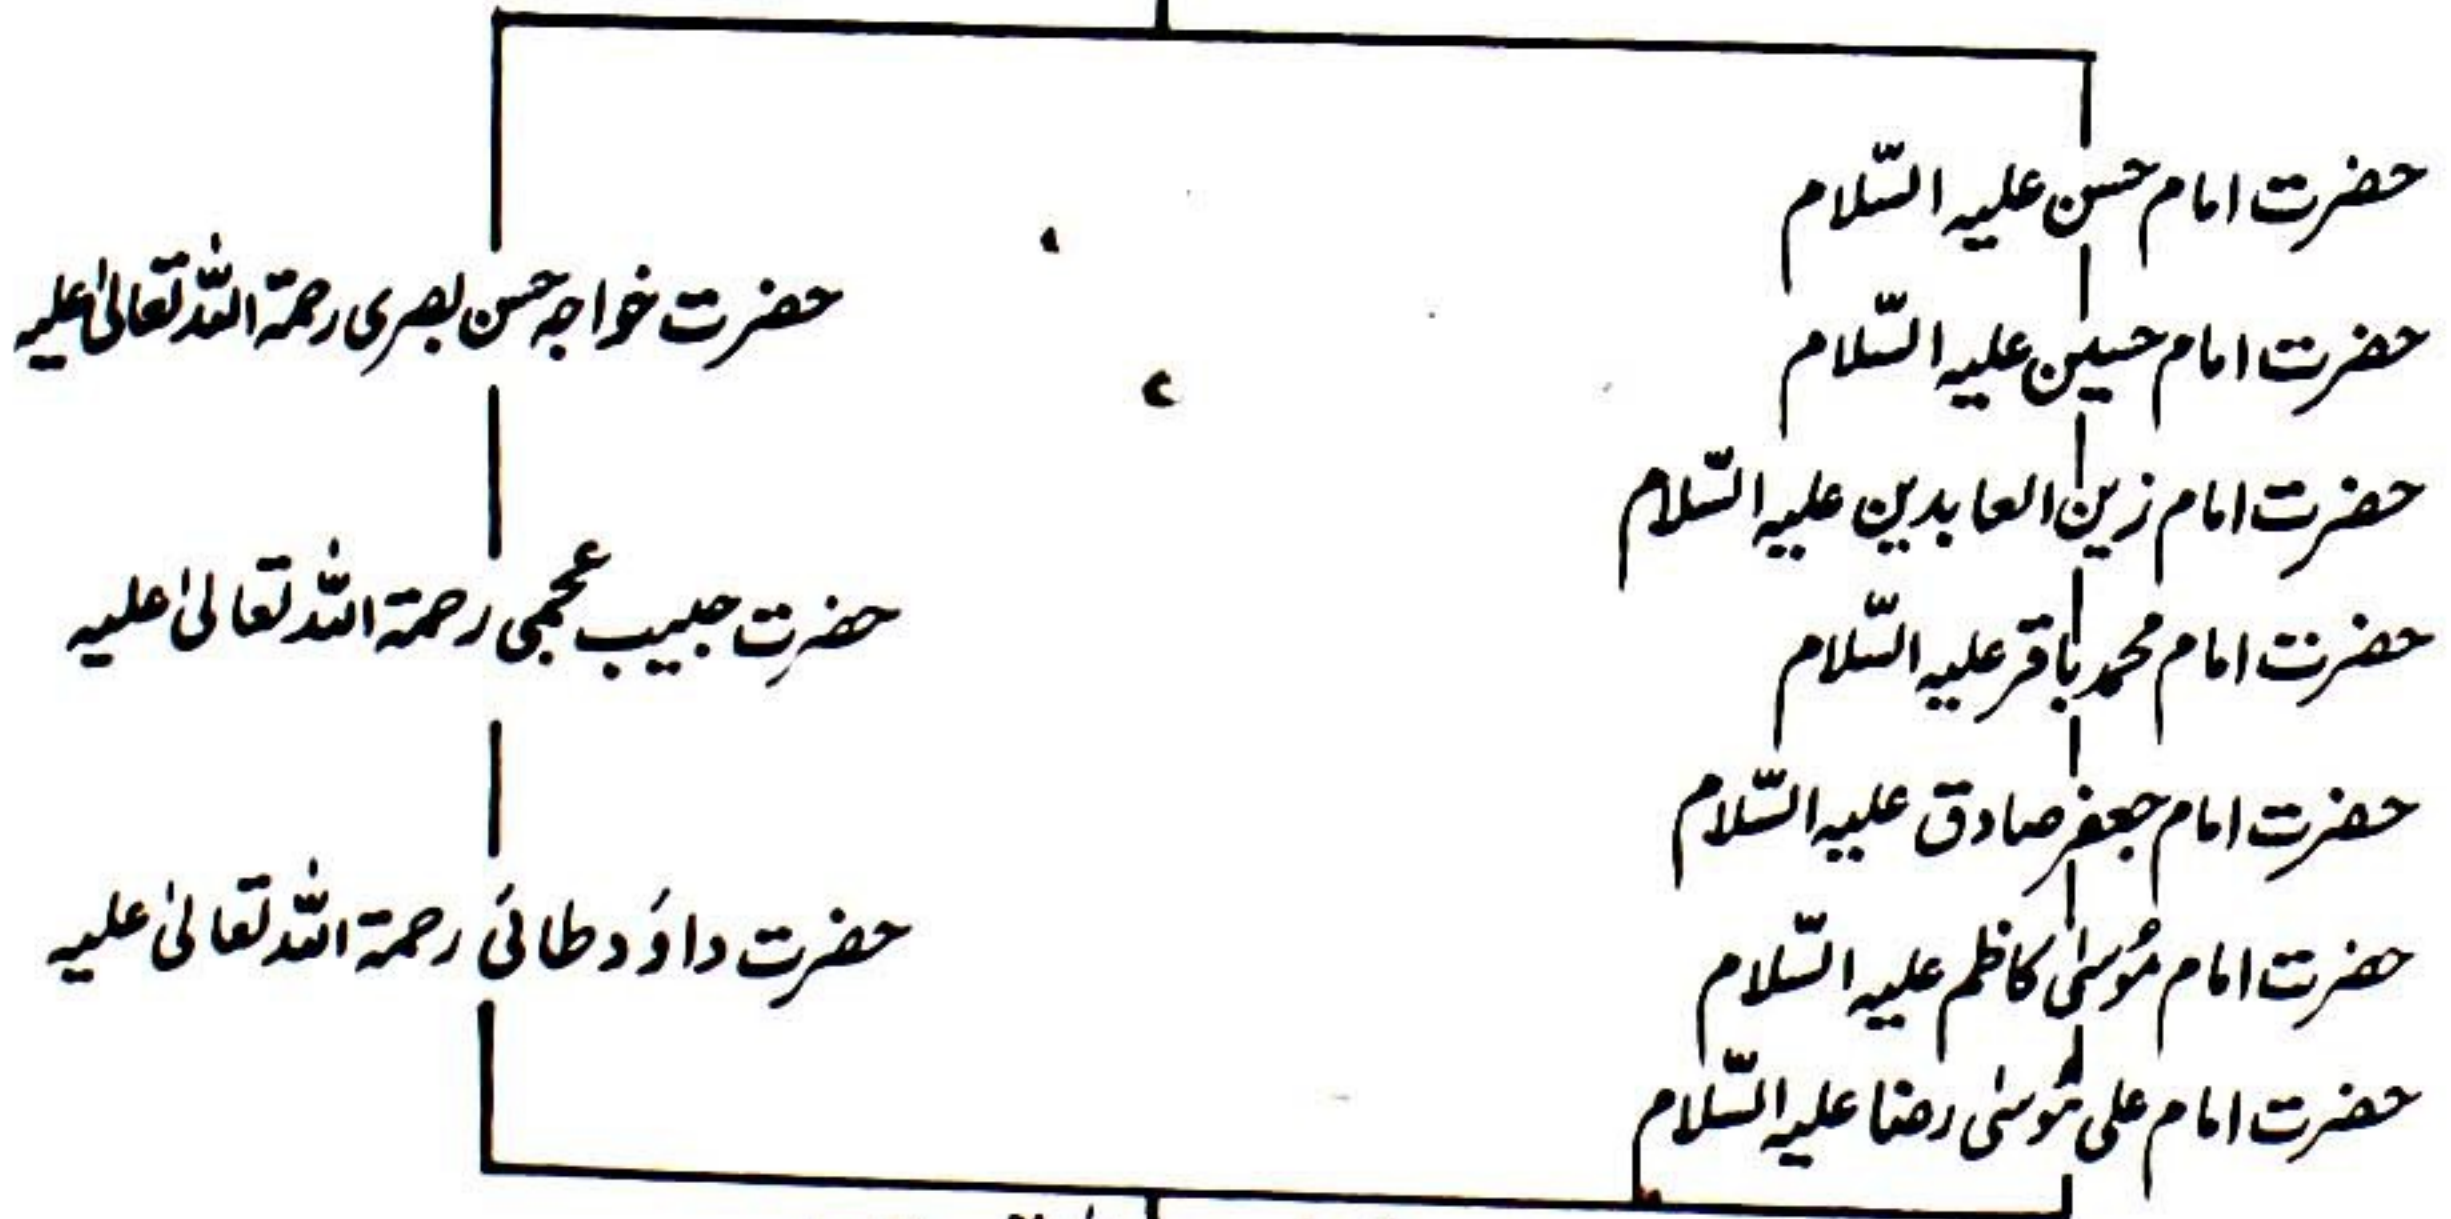 حضرت امام حسن علیہ السّلام
حضرت امام حسین علیہ السّلام
حضرت امام زین العابدین علیہ السّلام
حضرت امام محمد باقر علیہ السّلام
حضرت امام جعفر صادق علیہ السّلام
حضرت امام مُوسٰی کاظم علیہ السّلام
حضرت امام علی مُوسٰی رضا علیہ السّلام
حضرت خواجہ حسن بصری رحمۃ اللہ تعالیٰ علیہ
حضرت حبیب عجمی رحمۃ اللہ تعالیٰ علیہ
حضرت داؤد طائی رحمۃ اللہ تعالیٰ علیہ